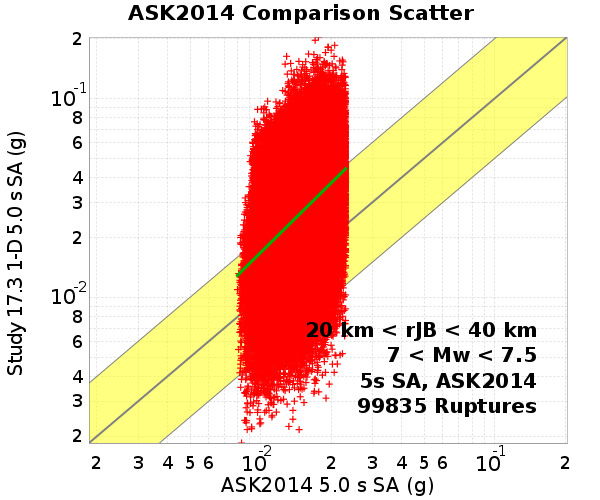 ASK2014 Comparison Scatter
2
10-1
8
6
4
3
2
10-2
8
6
4
3
2
Study 17.3 1-D 5.0 s SA (g)
20 km < rJB < 40 km
7 < Mw < 7.5
5s SA, ASK2014
99835 Ruptures
2 3 4 5 6 10-2 2 3 4 5 6 10-1 2
ASK2014 5.0 s SA (g)